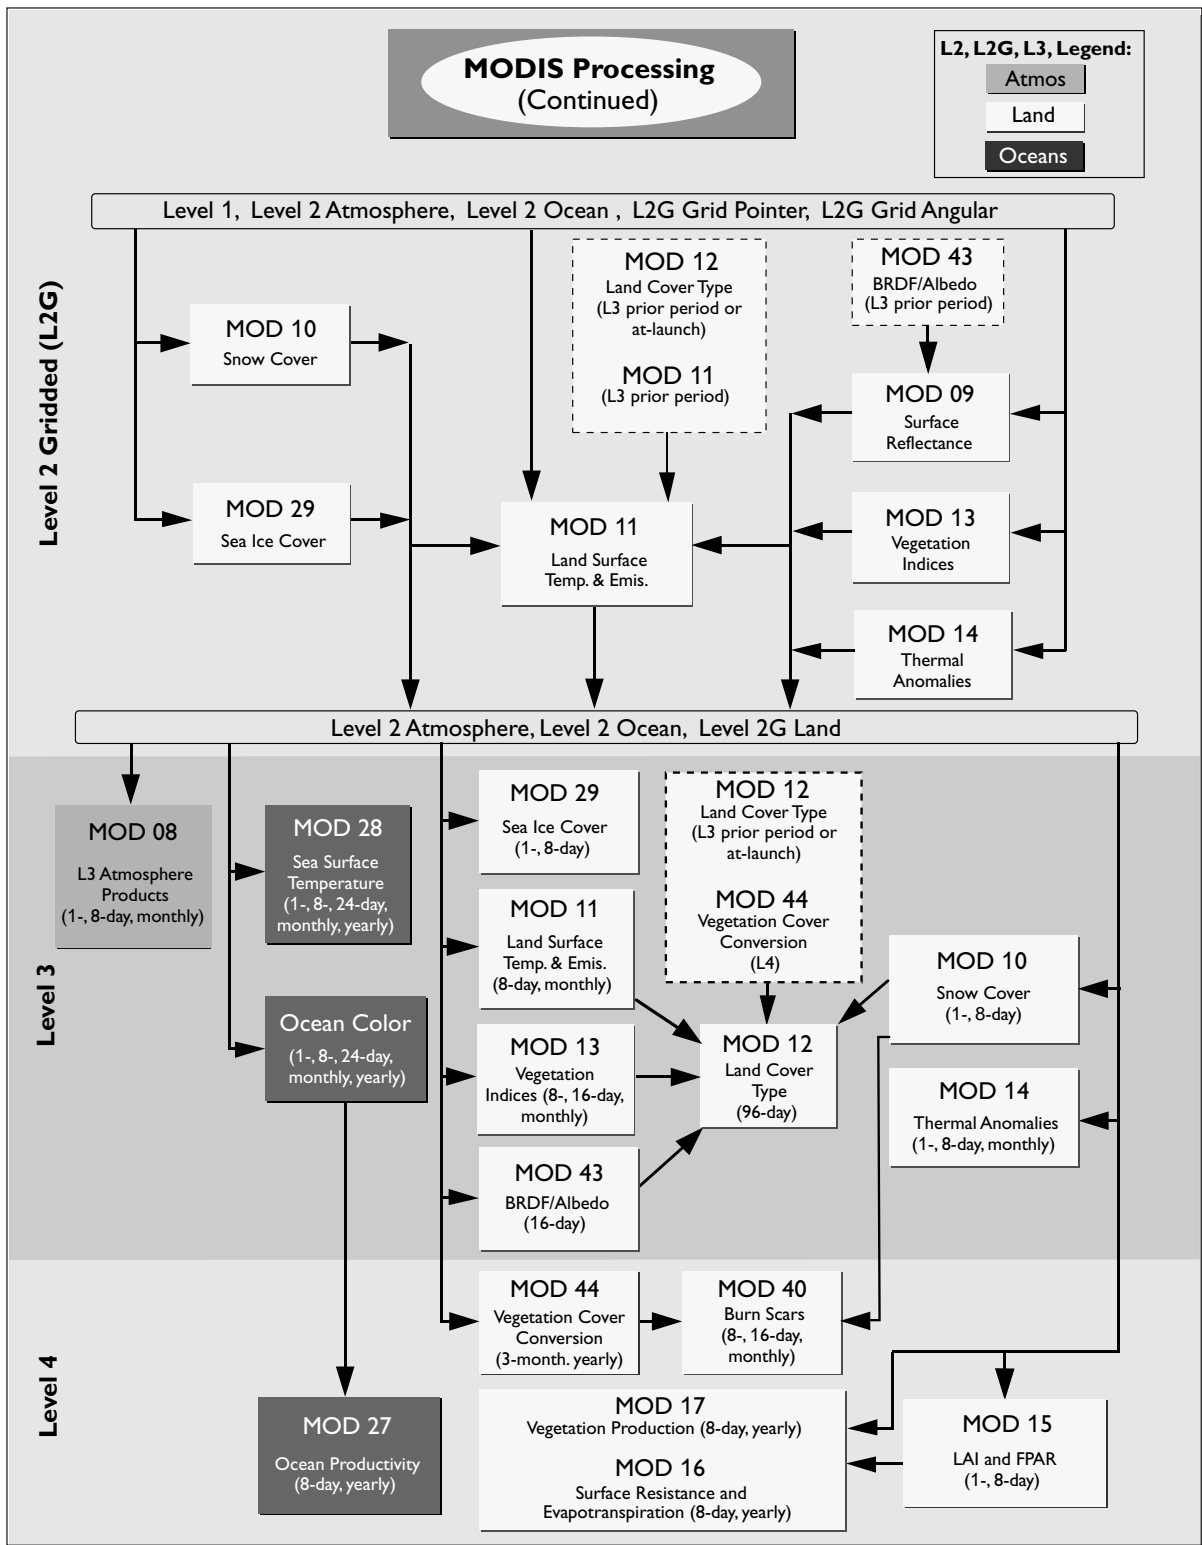 MODIS Processing
(Continued)
L2, L2G, L3, Legend:
Atmos
Land
Oceans
Level 1, Level 2 Atmosphere, Level 2 Ocean , L2G Grid Pointer, L2G Grid Angular
Level 2 Gridded (L2G)
MOD 10
Snow Cover
MOD 29
Sea Ice Cover
MOD 12
Land Cover Type
(L3 prior period or
at-launch)
MOD 11
(L3 prior period)
MOD 11
Land Surface
Temp. & Emis.
MOD 43
BRDF/Albedo
(L3 prior period)
MOD 09
Surface
Reflectance
MOD 13
Vegetation
Indices
MOD 14
Thermal
Anomalies
Level 2 Atmosphere, Level 2 Ocean, Level 2G Land
Level 3
MOD 08
L3 Atmosphere
Products
(1-, 8-day, monthly)
MOD 28
Sea Surface
Temperature
(1-, 8-, 24-day,
monthly, yearly)
Ocean Color
(1-, 8-, 24-day,
monthly, yearly)
MOD 29
Sea Ice Cover
(1-, 8-day)
MOD 11
Land Surface
Temp. & Emis.
(8-day, monthly)
MOD 13
Vegetation
Indices (8-, 16-day,
monthly)
MOD 43
BRDF/Albedo
(16-day)
MOD 12
Land Cover Type
(L3 prior period or
at-launch)
MOD 44
Vegetation Cover
Conversion
(L4)
MOD 12
Land Cover
Type
(96-day)
MOD 10
Snow Cover
(1-, 8-day)
MOD 14
Thermal Anomalies
(1-, 8-day, monthly)
Level 4
MOD 44
Vegetation Cover
Conversion
(3-month. yearly)
MOD 40
Burn Scars
(8-, 16-day,
monthly)
MOD 27
Ocean Productivity
(8-day, yearly)
MOD 17
Vegetation Production (8-day, yearly)
MOD 16
Surface Resistance and
Evapotranspiration (8-day, yearly)
MOD 15
LAI and FPAR
(1-, 8-day)